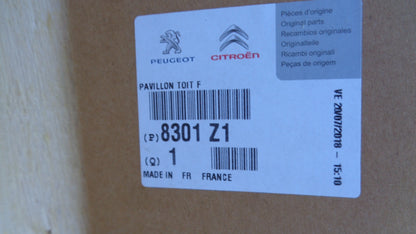 PEUGEOT
CITROËN
Pièces d'origine
Original parts
Recambios originales
Originalteile
Ricambi originali
Peças de origem
PAVILLON TOIT F
(P) 8301 Z1
(Q) 1
MADE IN FR FRANCE
VE 20/07/2018 - 15:10